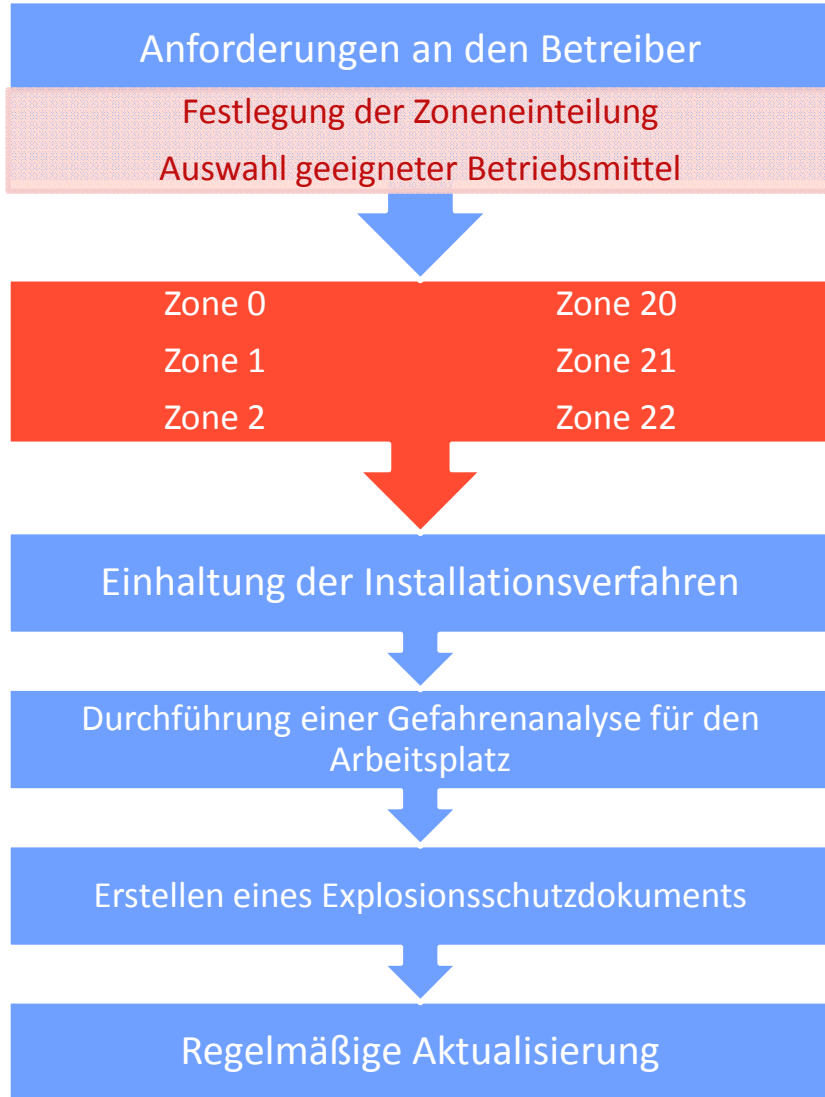 Anforderungen an den Betreiber
Festlegung der Zoneneinteilung
Auswahl geeigneter Betriebsmittel
Zone 0
Zone 1
Zone 2
Zone 20
Zone 21
Zone 22
Einhaltung der Installationsverfahren
Durchführung einer Gefahrenanalyse für den
Arbeitsplatz
Erstellen eines Explosionsschutzdokuments
Regelmäßige Aktualisierung